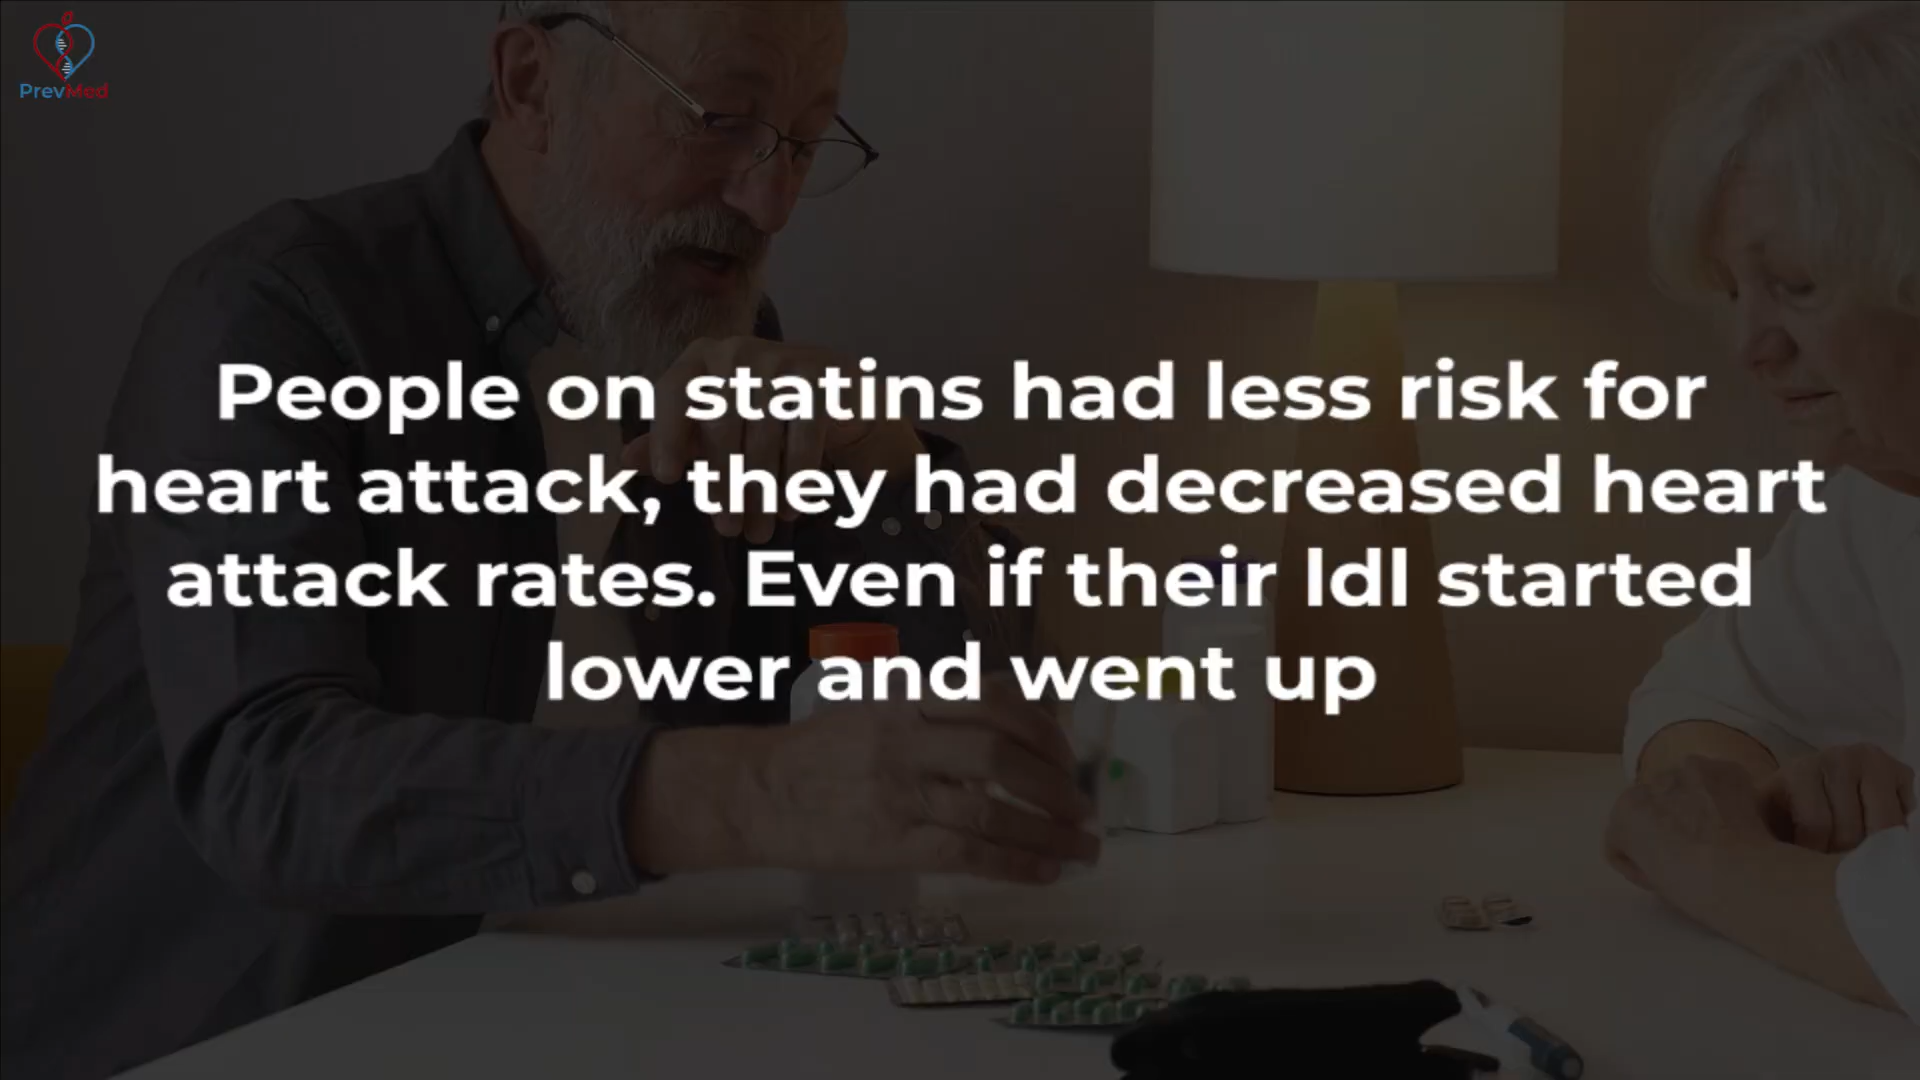 PrevMed
People on statins had less risk for
heart attack, they had decreased heart
attack rates. Even if their ldl started
lower and went up